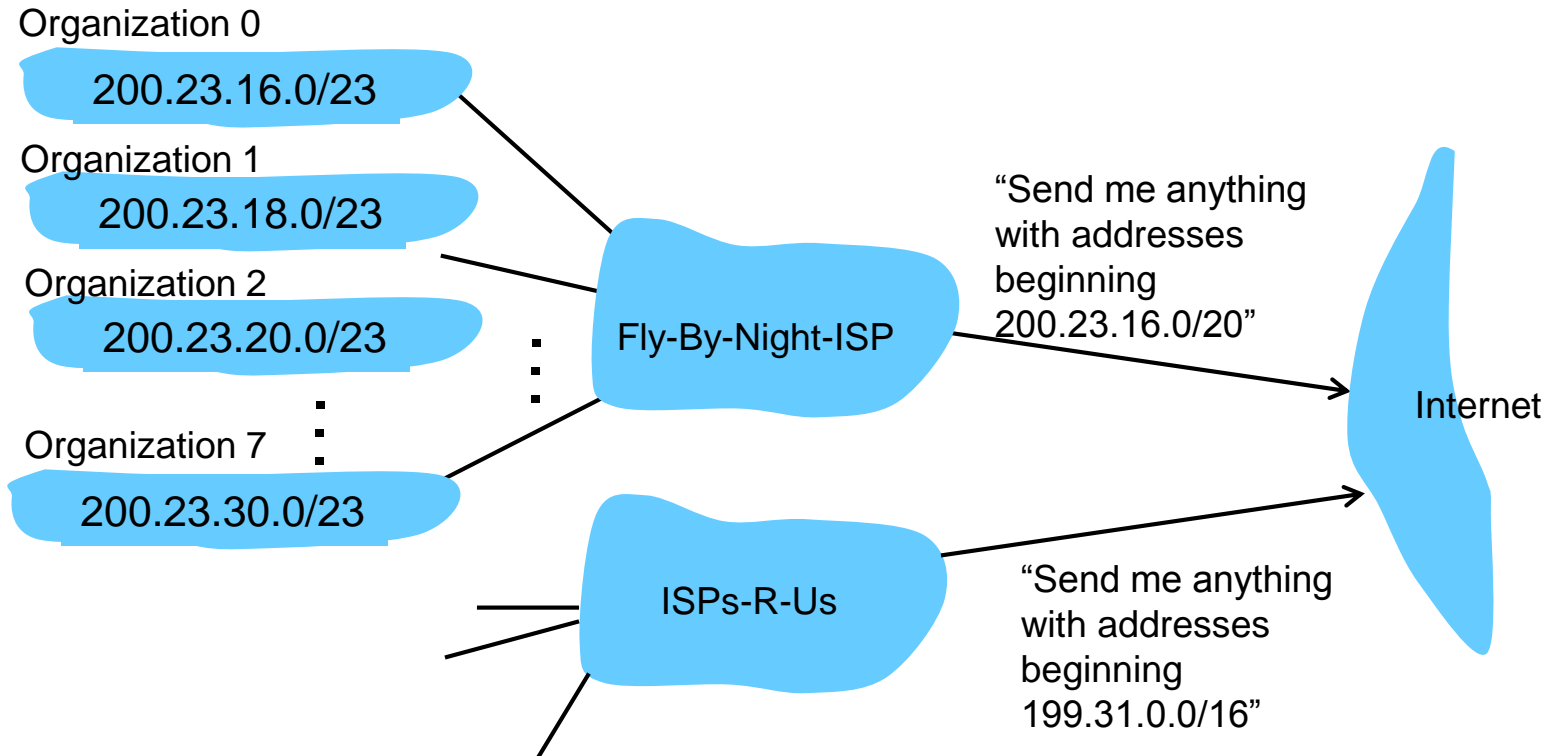 Organization 0
200.23.16.0/23
Organization 1
200.23.18.0/23
Organization 2
200.23.20.0/23
Organization 7
200.23.30.0/23
Fly-By-Night-ISP
“Send me anything
with addresses
beginning
200.23.16.0/20”
Internet
ISPs-R-Us
“Send me anything
with addresses
beginning
199.31.0.0/16”